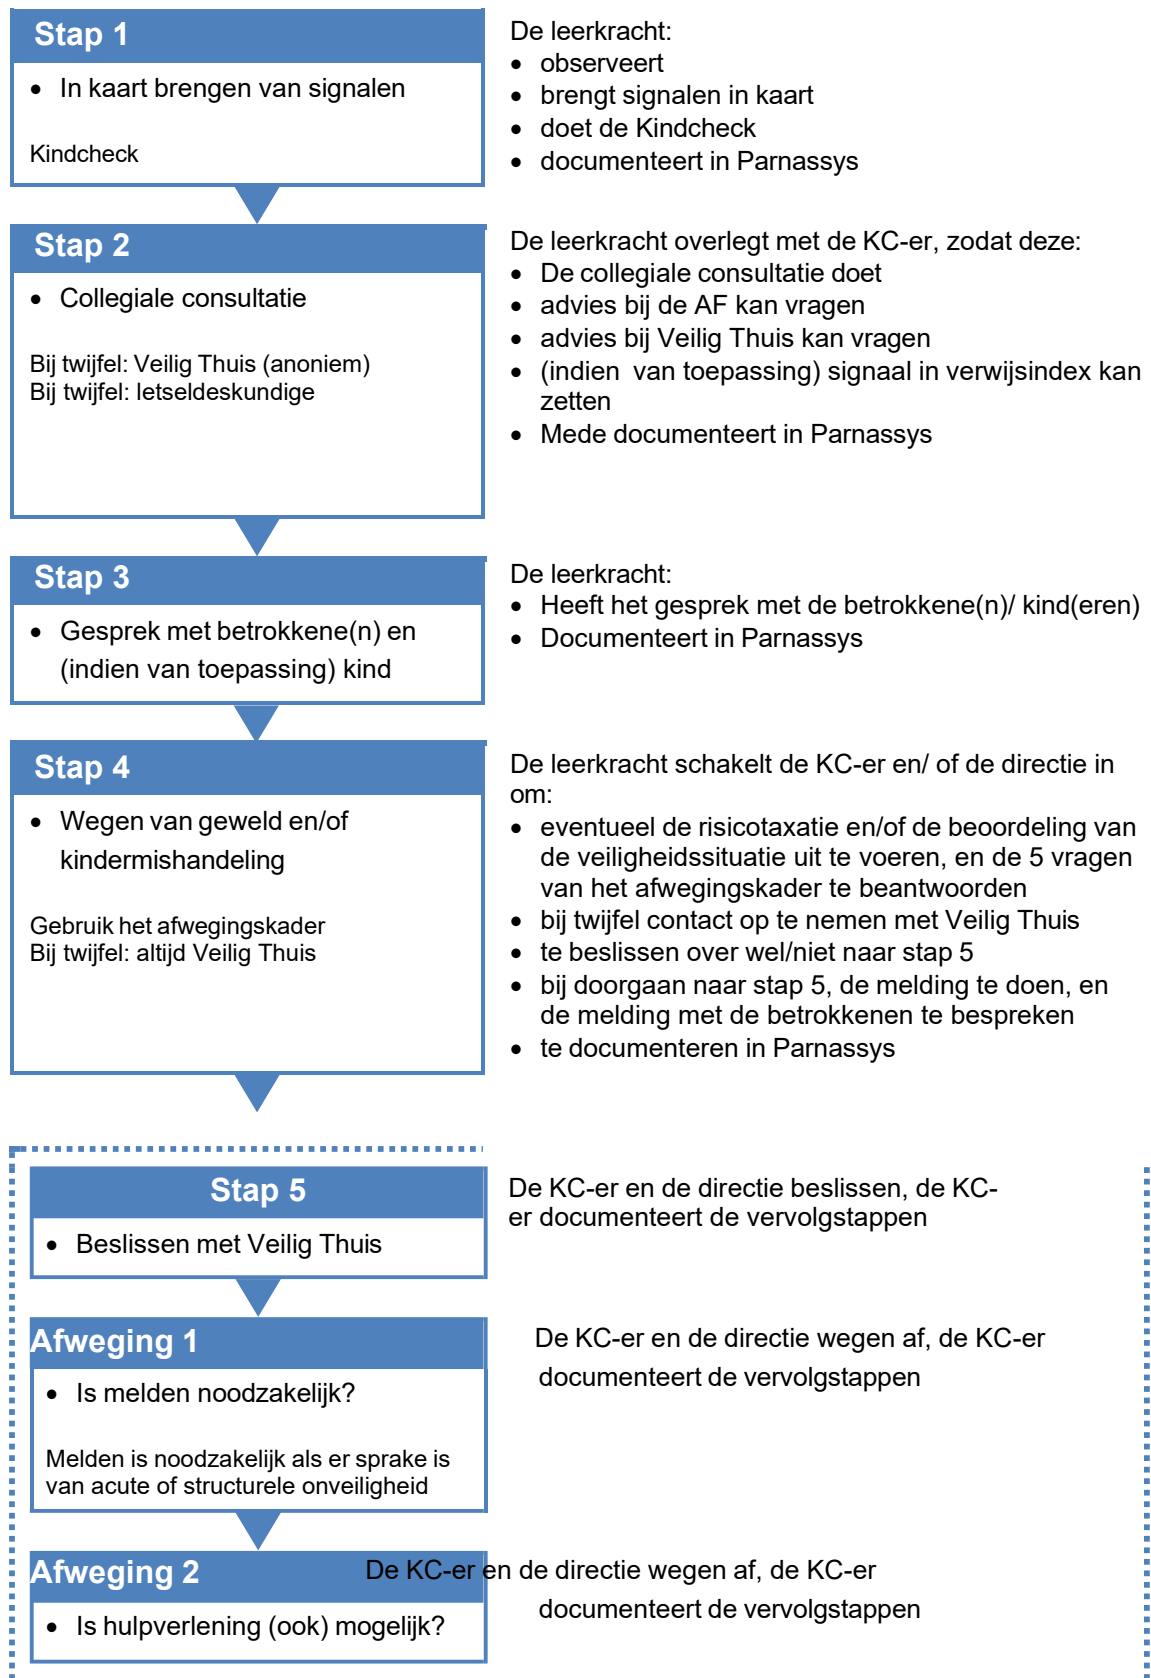 Stap 1
• In kaart brengen van signalen
Kindcheck
De leerkracht:
• observeert
• brengt signalen in kaart
• doet de Kindcheck
• documenteert in Parnassys
Stap 2
• Collegiale consultatie
Bij twijfel: Veilig Thuis (anoniem)
Bij twijfel: letseldeskundige
De leerkracht overlegt met de KC-er, zodat deze:
• De collegiale consultatie doet
• advies bij de AF kan vragen
• advies bij Veilig Thuis kan vragen
• (indien van toepassing) signaal in verwijsindex kan
zetten
• Mede documenteert in Parnassys
Stap 3
• Gesprek met betrokkene(n) en
(indien van toepassing) kind
De leerkracht:
• Heeft het gesprek met de betrokkene(n)/ kind(eren)
• Documenteert in Parnassys
Stap 4
• Wegen van geweld en/of
kindermishandeling
Gebruik het afwegingskader
Bij twijfel: altijd Veilig Thuis
De leerkracht schakelt de KC-er en/ of de directie in
om:
• eventueel de risicotaxatie en/of de beoordeling van
de veiligheidssituatie uit te voeren, en de 5 vragen
van het afwegingskader te beantwoorden
• bij twijfel contact op te nemen met Veilig Thuis
• te beslissen over wel/niet naar stap 5
• bij doorgaan naar stap 5, de melding te doen, en
de melding met de betrokkenen te bespreken
• te documenteren in Parnassys
Stap 5
• Beslissen met Veilig Thuis
De KC-er en de directie beslissen, de KC-
er documenteert de vervolgstappen
Afweging 1
• Is melden noodzakelijk?
Melden is noodzakelijk als er sprake is
van acute of structurele onveiligheid
De KC-er en de directie wegen af, de KC-er
documenteert de vervolgstappen
Afweging 2
• Is hulpverlening (ook) mogelijk?
De KC-er en de directie wegen af, de KC-er
documenteert de vervolgstappen